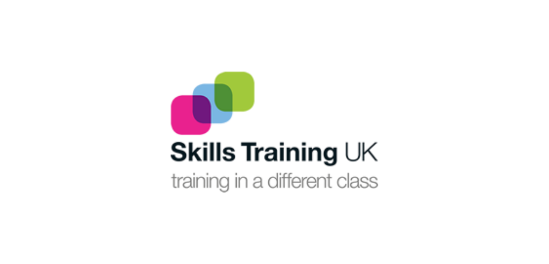 Skills Training UK
training in a different class